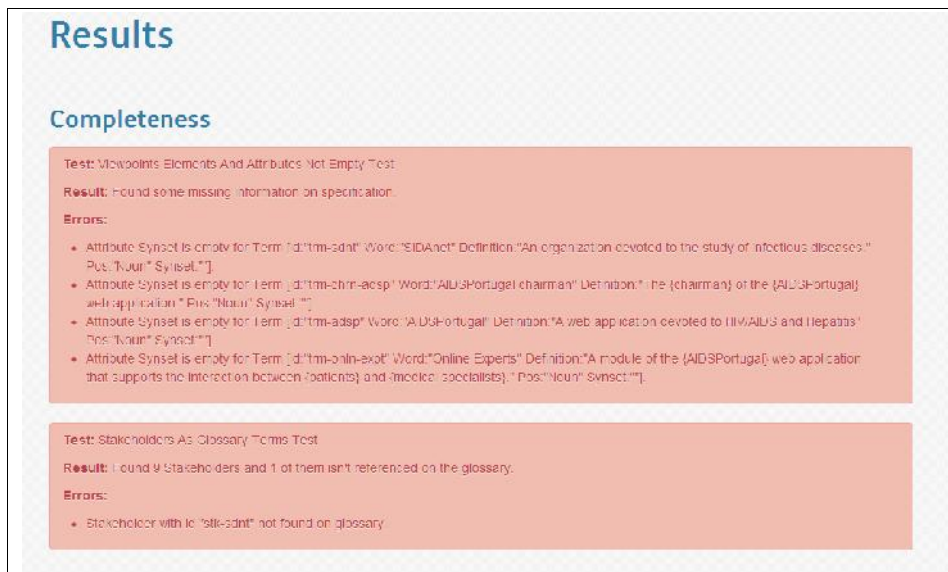 Results
Completeness
Test: Viewpoints Elements And Attributes Not Empty Test
Result: Found some missing information on specification.
Errors:
• Attribute Synset is empty for Term [Id:"trm-sdnt" Word:"SIDAnet" Definition:"An organization devoted to the study of infectious diseases."
Pos:"Noun" Synset:""].
• Attribute Synset is empty for Term [Id:"trm-chrn-adsp" Word:"AIDSPortugal chairman" Definition:"The {chairman} of the {AIDSPortugal}
web application." Pos:"Noun" Synset:""].
• Attribute Synset is empty for Term [Id:"trm-adsp" Word:"AIDSPortugal" Definition:"A web application devoted to HIV/AIDS and Hepatitis"
Pos:"Noun" Synset:""].
• Attribute Synset is empty for Term [Id:"trm-onln-expt" Word:"Online Experts" Definition:"A module of the {AIDSPortugal} web application
that supports the interaction between {patients} and {medical specialists}." Pos:"Noun" Synset:""].
Test: Stakeholders As Glossary Terms Test
Result: Found 9 Stakeholders and 1 of them isn't referenced on the glossary.
Errors:
• Stakeholder with id "stk-sdnt" not found on glossary.